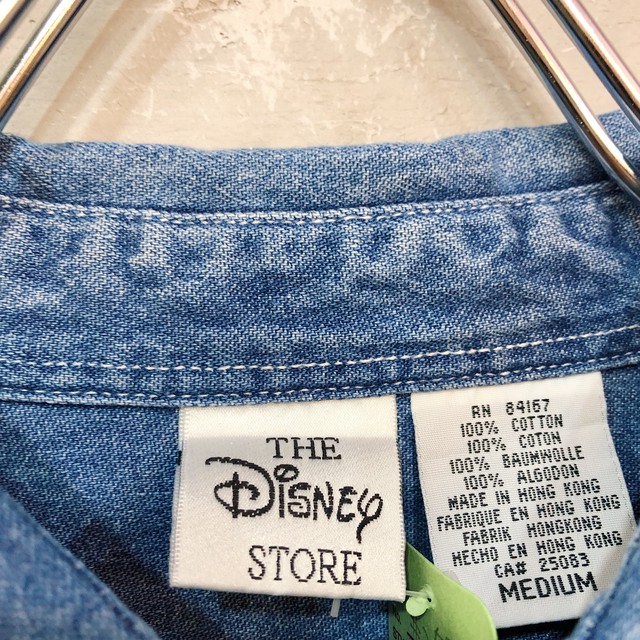 THE
Disney
STORE
RN 84167
100% COTTON
100% COTON
100% BAUMWOLLE
100% ALGODON
MADE IN HONG KONG
FABRIQUE EN HONG KONG
FABRIK HONGKONG
HECHO EN HONG KONG
CA# 25083
MEDIUM